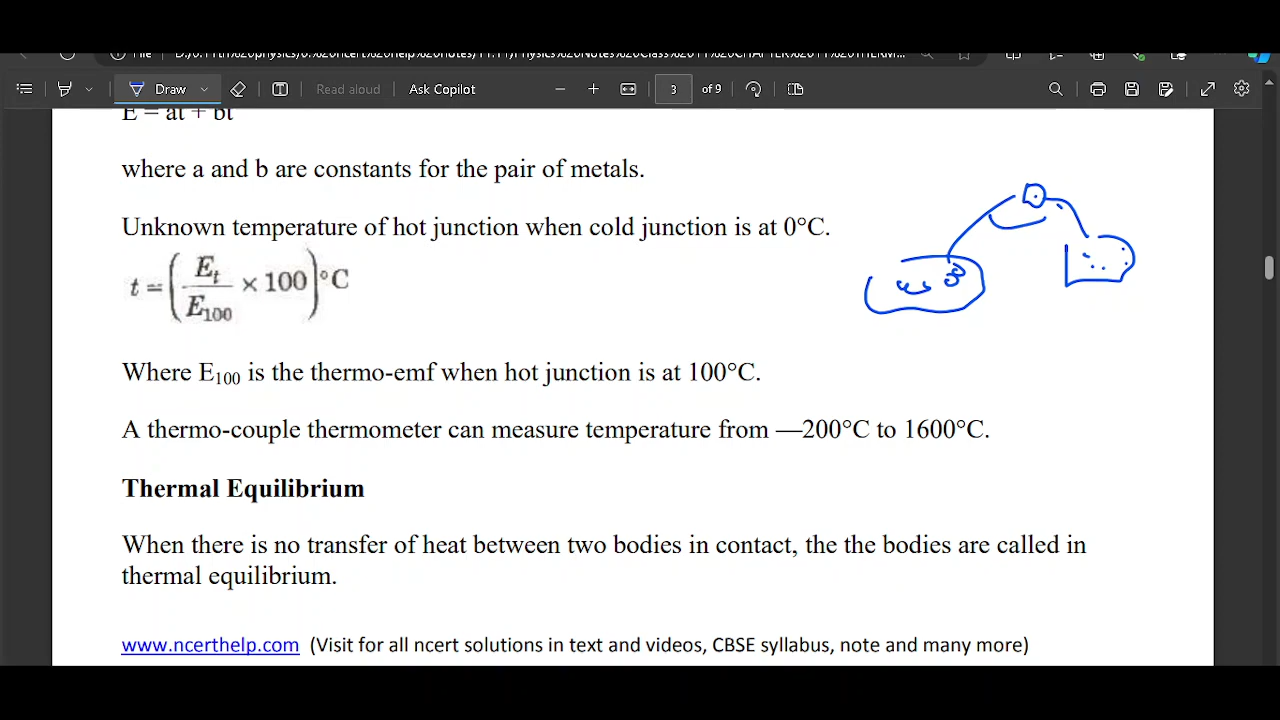 Draw
Read aloud
Ask Copilot
3
of 9
E = at + bt
where a and b are constants for the pair of metals.
Unknown temperature of hot junction when cold junction is at 0°C.
t = (E_t / E_100 × 100) °C
Where E₁₀₀ is the thermo-emf when hot junction is at 100°C.
A thermo-couple thermometer can measure temperature from —200°C to 1600°C.
Thermal Equilibrium
When there is no transfer of heat between two bodies in contact, the the bodies are called in
thermal equilibrium.
www.ncerthelp.com (Visit for all ncert solutions in text and videos, CBSE syllabus, note and many more)